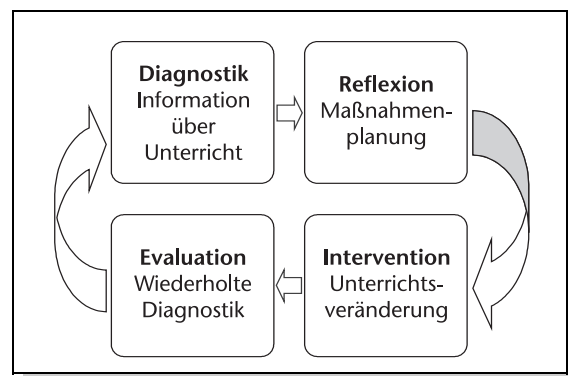 Diagnostik
Information
über
Unterricht
Reflexion
Maßnahmen-
planung
Evaluation
Wiederholte
Diagnostik
Intervention
Unterrichts-
veränderung